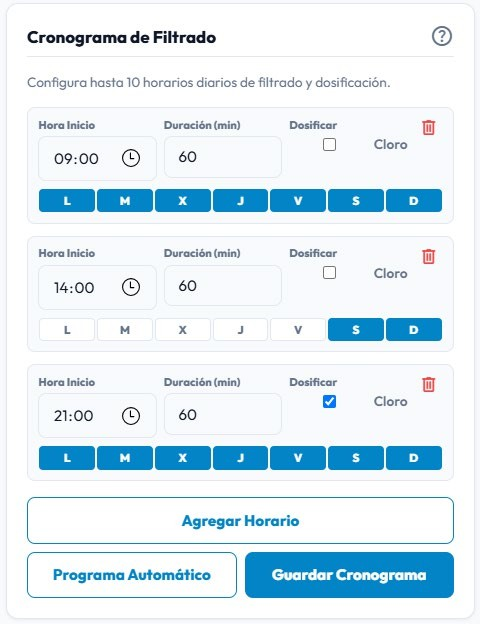 Cronograma de Filtrado
Configura hasta 10 horarios diarios de filtrado y dosificación.
Hora Inicio Duración (min) Dosificar
09:00 60 Cloro
L M X J V S D
Hora Inicio Duración (min) Dosificar
14:00 60 Cloro
L M X J V S D
Hora Inicio Duración (min) Dosificar
21:00 60 Cloro
L M X J V S D
Agregar Horario
Programa Automático Guardar Cronograma